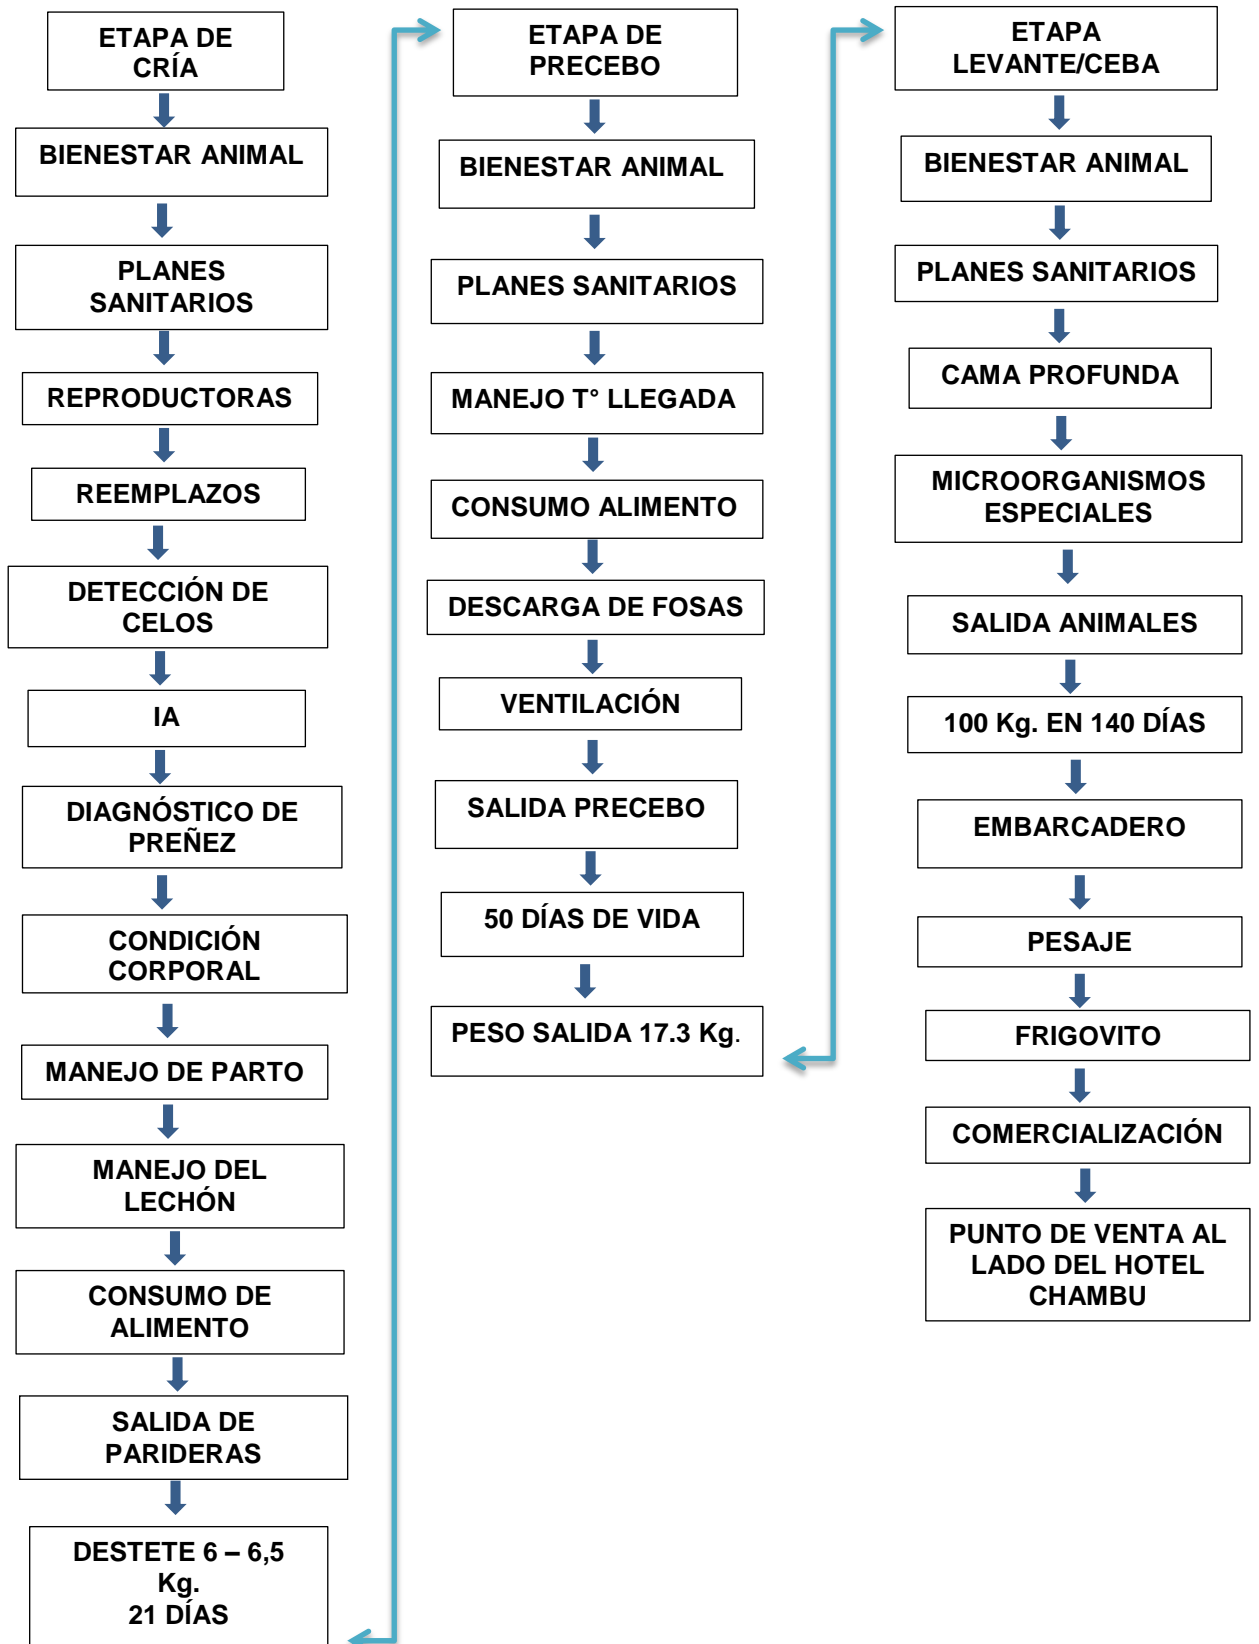 ETAPA DE
CRÍA
BIENESTAR ANIMAL
PLANES
SANITARIOS
REPRODUCTORAS
REEMPLAZOS
DETECCIÓN DE
CELOS
IA
DIAGNÓSTICO DE
PREÑEZ
CONDICIÓN
CORPORAL
MANEJO DE PARTO
MANEJO DEL
LECHÓN
CONSUMO DE
ALIMENTO
SALIDA DE
PARIDERAS
DESTETE 6 – 6,5
Kg.
21 DÍAS
ETAPA DE
PRECEBO
BIENESTAR ANIMAL
PLANES SANITARIOS
MANEJO T° LLEGADA
CONSUMO ALIMENTO
DESCARGA DE FOSAS
VENTILACIÓN
SALIDA PRECEBO
50 DÍAS DE VIDA
PESO SALIDA 17.3 Kg.
ETAPA
LEVANTE/CEBA
BIENESTAR ANIMAL
PLANES SANITARIOS
CAMA PROFUNDA
MICROORGANISMOS
ESPECIALES
SALIDA ANIMALES
100 Kg. EN 140 DÍAS
EMBARCADERO
PESAJE
FRIGOVITO
COMERCIALIZACIÓN
PUNTO DE VENTA AL
LADO DEL HOTEL
CHAMBU